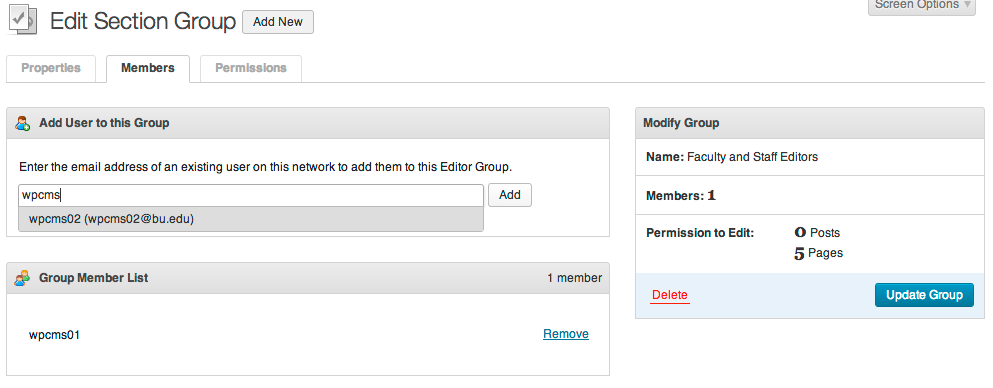 Screen Options ▼
Edit Section Group Add New
Properties Members Permissions
Add User to this Group
Enter the email address of an existing user on this network to add them to this Editor Group.
wpcms Add
wpcms02 (wpcms02@bu.edu)
Group Member List 1 member
wpcms01 Remove
Modify Group
Name: Faculty and Staff Editors
Members: 1
Permission to Edit: 0 Posts
5 Pages
Delete Update Group